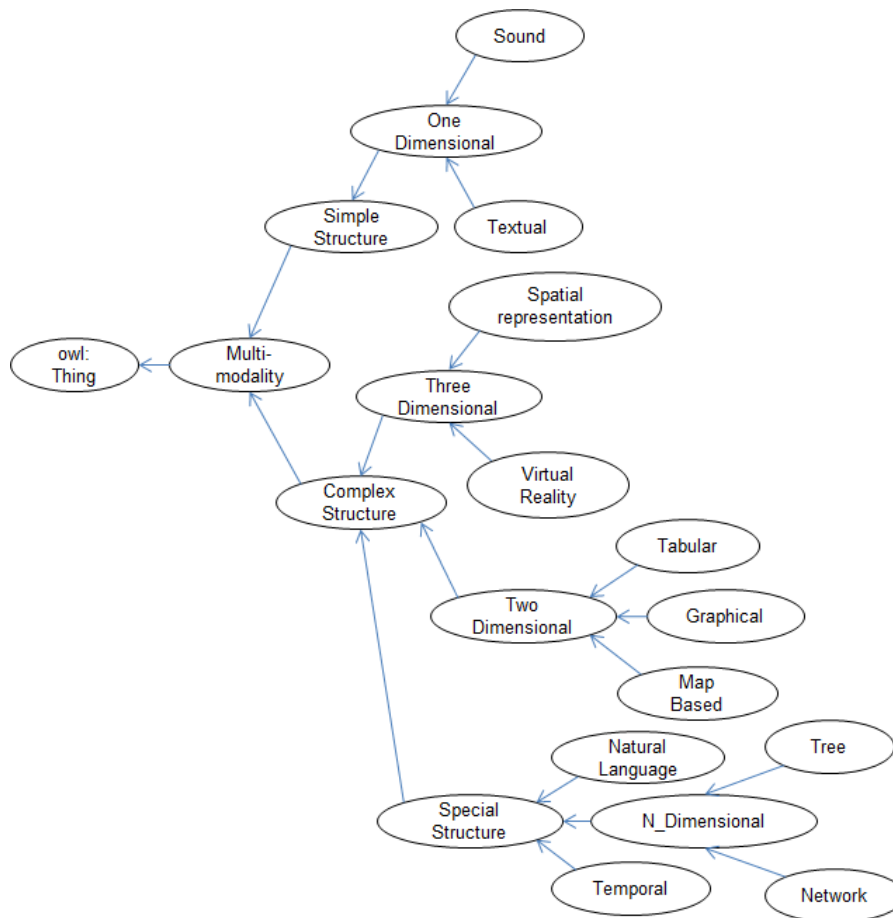 Sound
One
Dimensional
Simple
Structure
Textual
Spatial
representation
owl:
Thing
Multi-
modality
Three
Dimensional
Virtual
Reality
Complex
Structure
Tabular
Two
Dimensional
Graphical
Map
Based
Natural
Language
Tree
Special
Structure
N_Dimensional
Temporal
Network